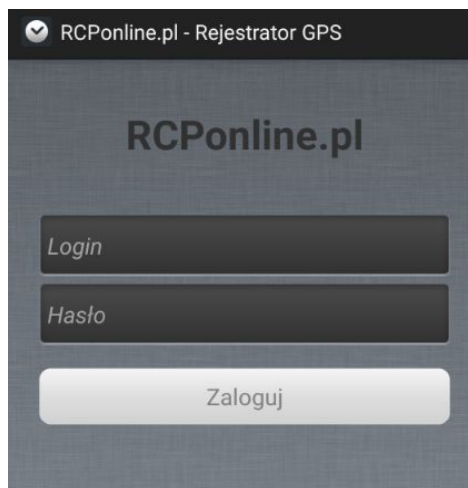 RCPonline.pl - Rejestrator GPS
RCPonline.pl
Login
Hasło
Zaloguj